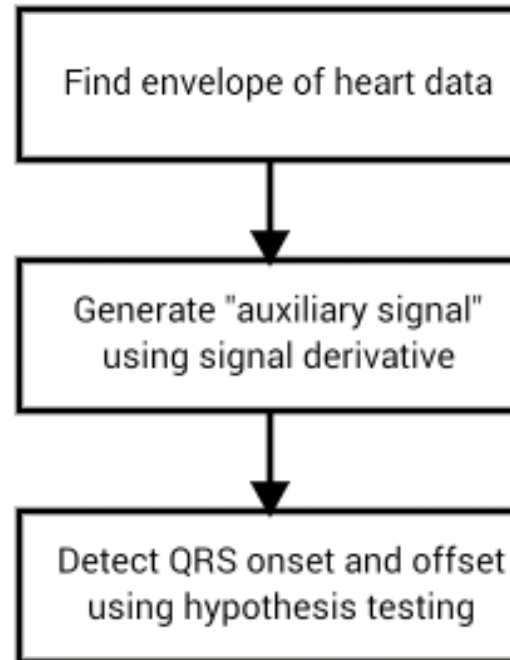 Find envelope of heart data
Generate "auxiliary signal"
using signal derivative
Detect QRS onset and offset
using hypothesis testing